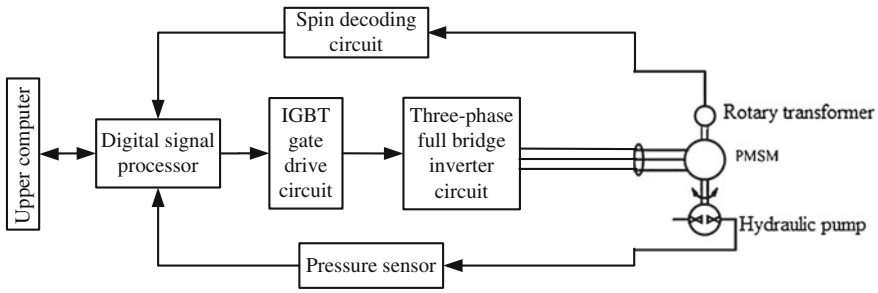 Spin decoding
circuit
Upper computer
Digital signal
processor
IGBT
gate
drive
circuit
Three-phase
full bridge
inverter
circuit
Rotary transformer
PMSM
Hydraulic pump
Pressure sensor